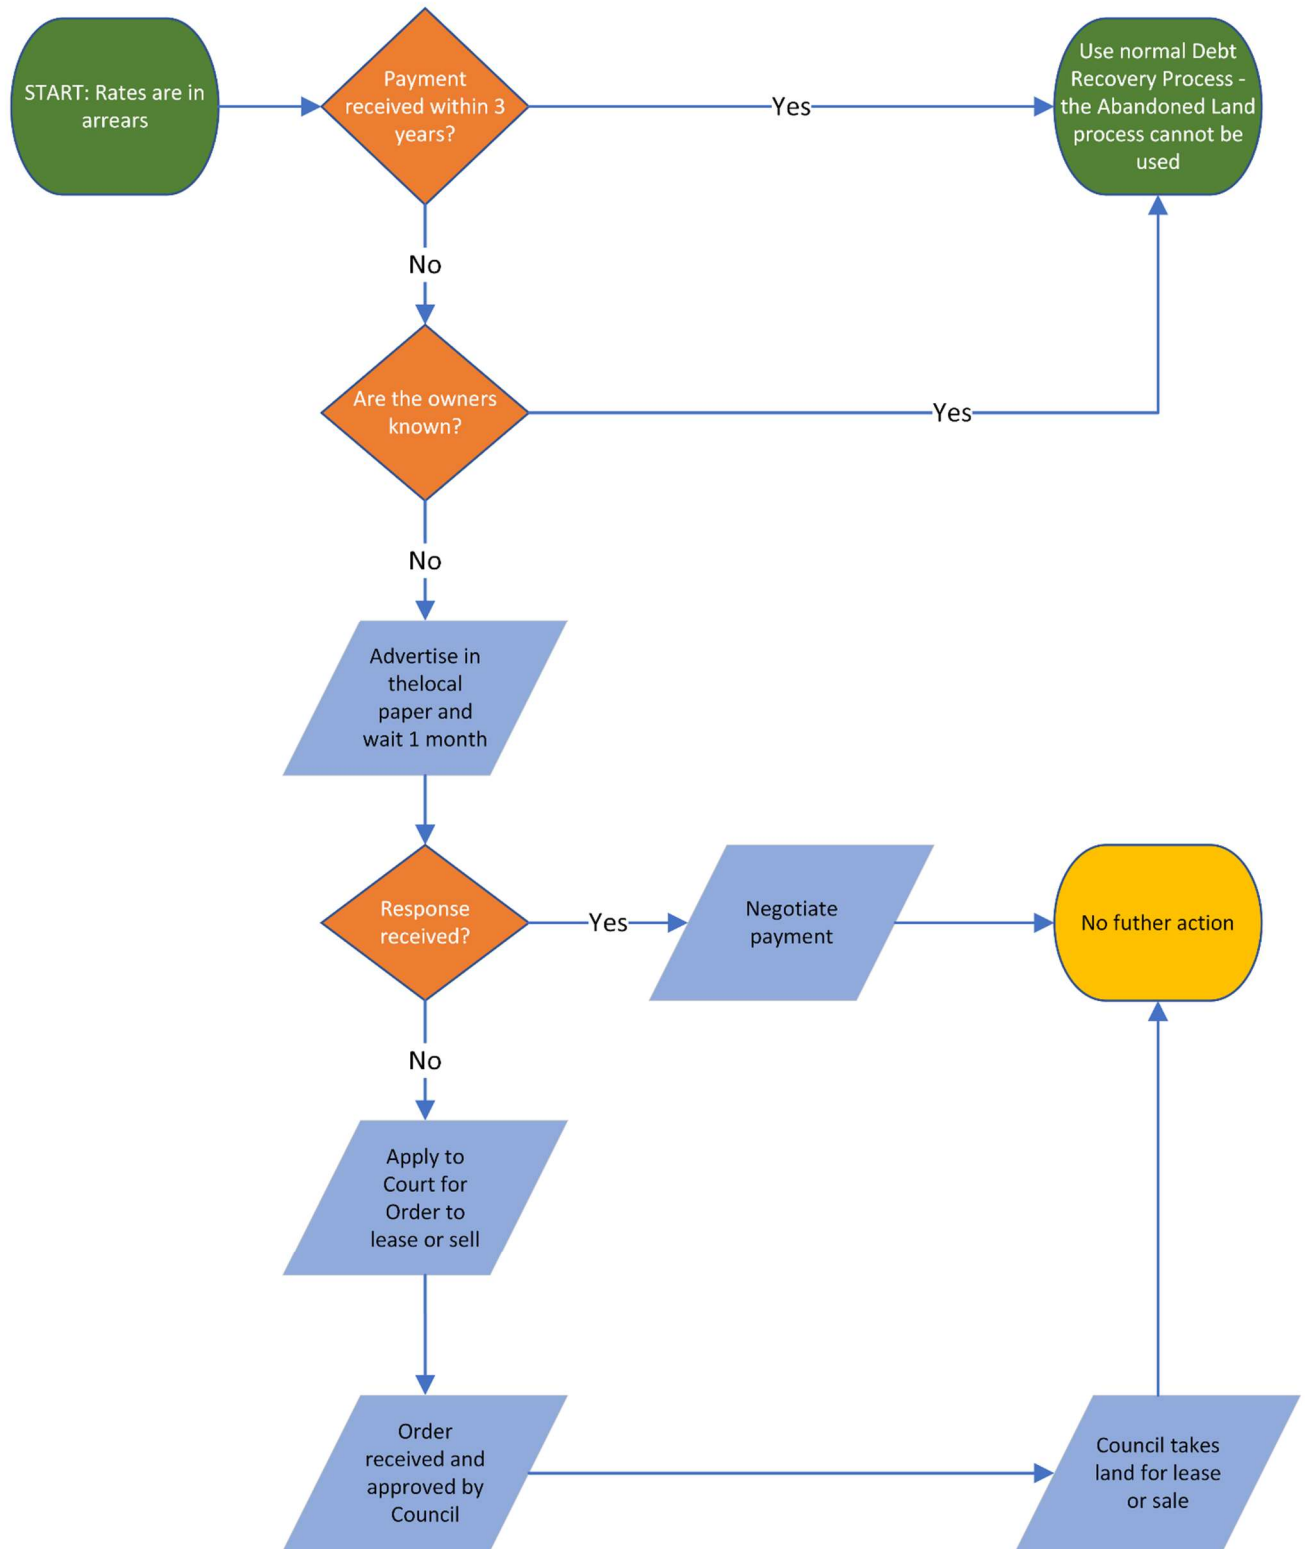 START: Rates are in
arrears
Payment
received within 3
years?
Yes
Use normal Debt
Recovery Process -
the Abandoned Land
process cannot be
used
No
Are the owners
known?
Yes
No
Advertise in
thelocal
paper and
wait 1 month
Response
received?
Yes
Negotiate
payment
No futher action
No
Apply to
Court for
Order to
lease or sell
Order
received and
approved by
Council
Council takes
land for lease
or sale